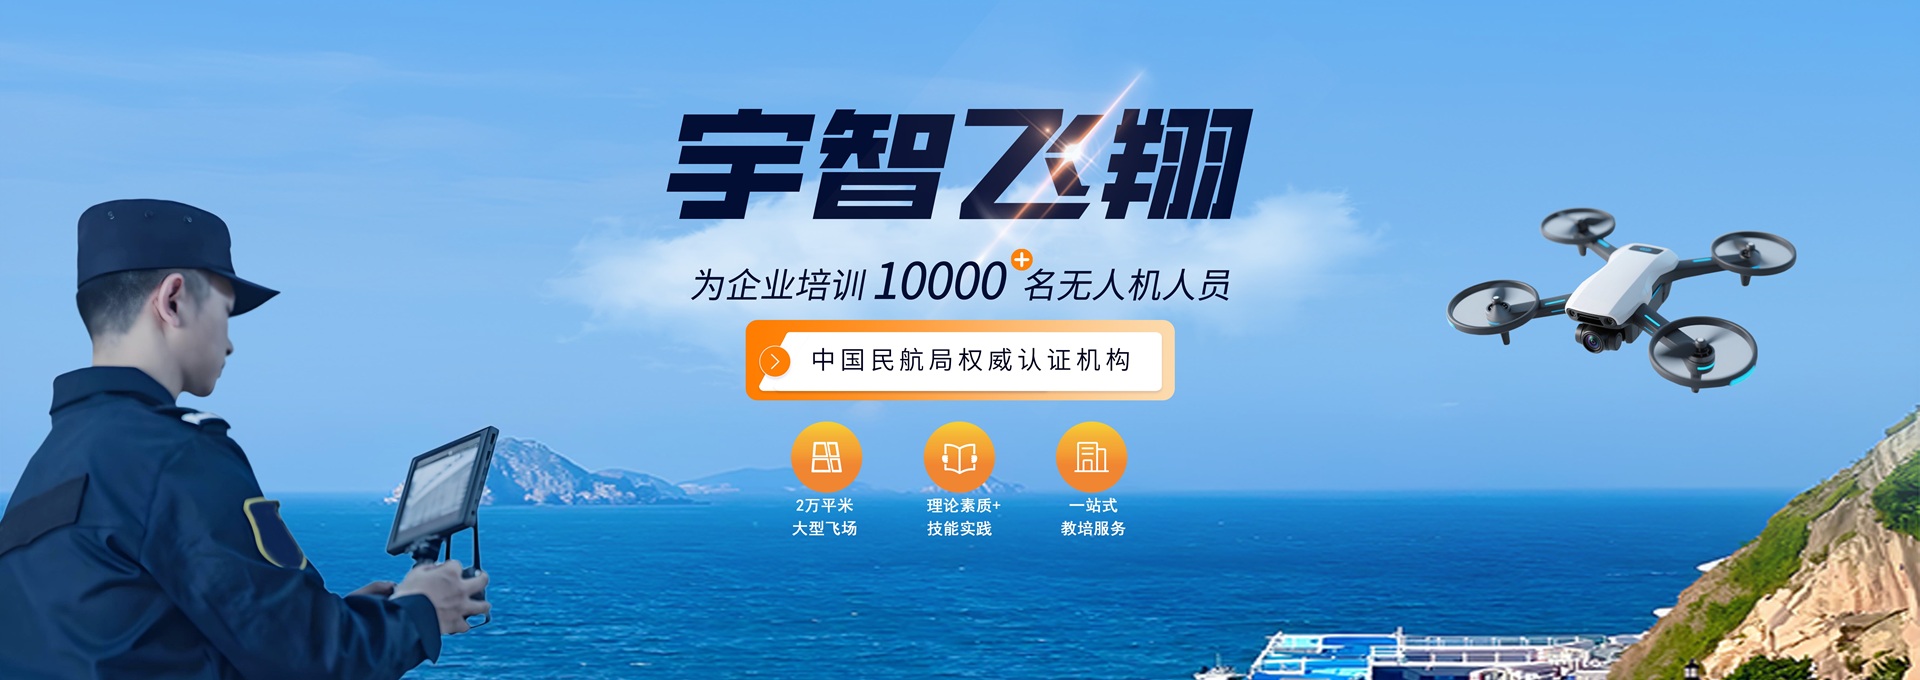 宇智飞翔
为企业培训10000+名无人机人员
中国民航局权威认证机构
2万平米
大型飞场
理论素质+
技能实践
一站式
教培服务